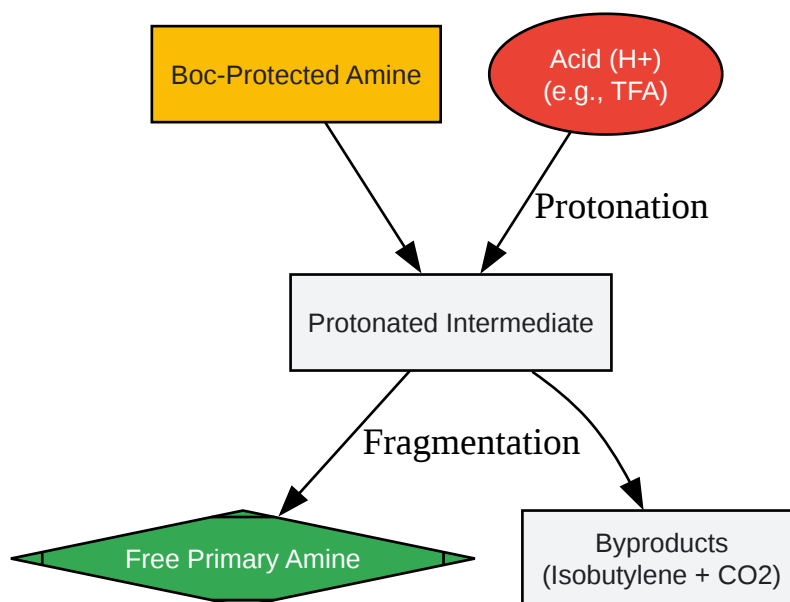 Boc-Protected Amine
Acid (H+)
(e.g., TFA)
Protonation
Protonated Intermediate
Fragmentation
Free Primary Amine
Byproducts
(Isobutylene + CO2)